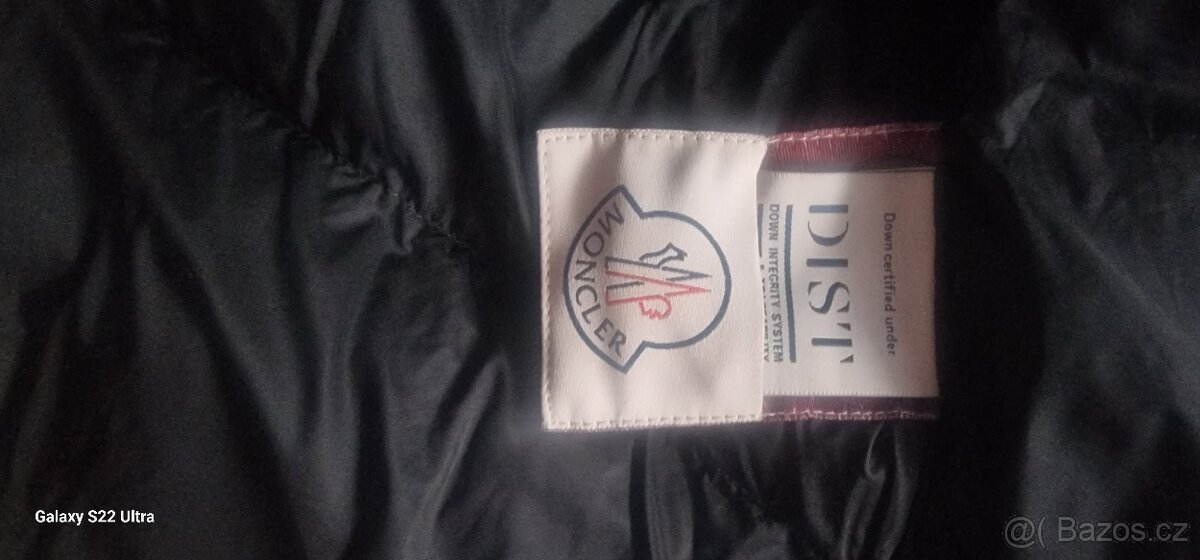 MONCLER
Down certified under
DIST
DOWN INTEGRITY SYSTEM
Galaxy S22 Ultra
@( Bazos.cz